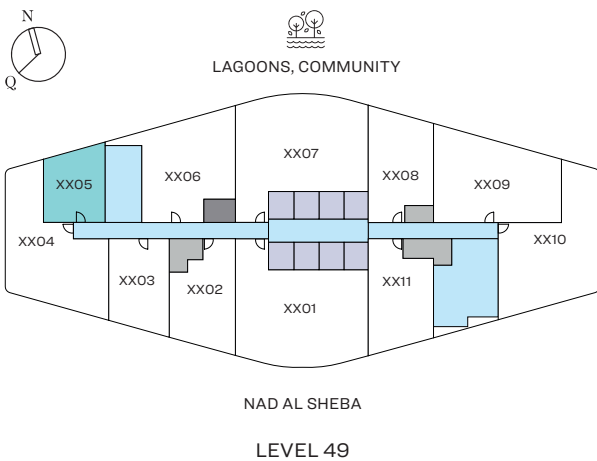 N
Q
LAGOONS, COMMUNITY
XX07
XX05
XX06
XX08
XX09
XX04
XX10
XX03
XX02
XX11
XX01
NAD AL SHEBA
LEVEL 49